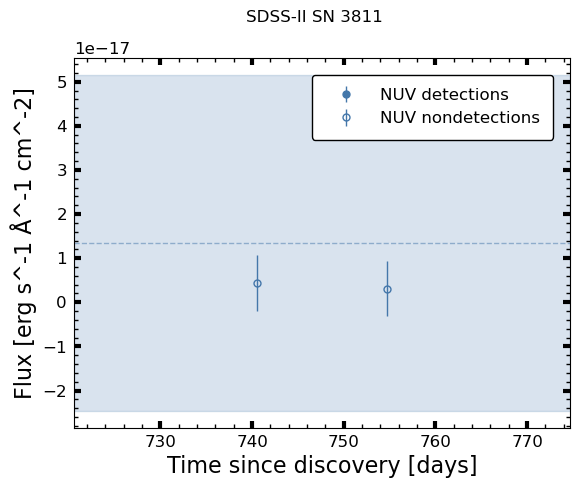 SDSS-II SN 3811
1e−17
NUV detections
NUV nondetections
5
4
3
2
1
0
−1
−2
Flux [erg s^-1 Å^-1 cm^-2]
730 740 750 760 770
Time since discovery [days]